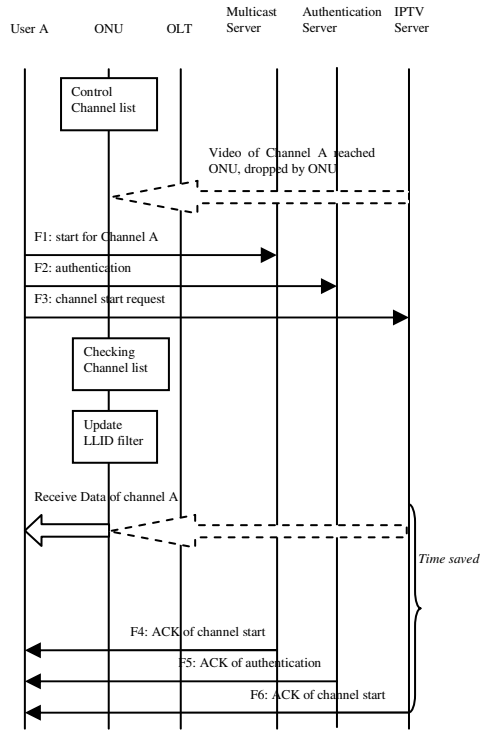 User A ONU OLT Multicast Server Authentication Server IPTV Server
Control
Channel list
Video of Channel A reached
ONU, dropped by ONU
F1: start for Channel A
F2: authentication
F3: channel start request
Checking
Channel list
Update
LLID filter
Receive Data of channel A
Time saved
F4: ACK of channel start
F5: ACK of authentication
F6: ACK of channel start